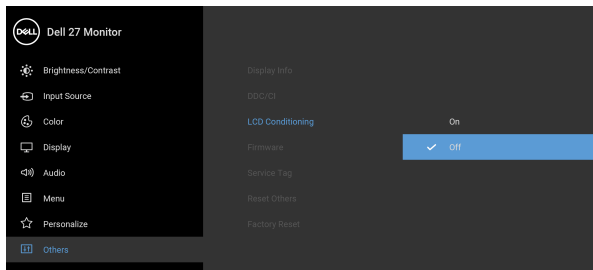 DELL Dell 27 Monitor
Brightness/Contrast
Display Info
Input Source
DDC/CI
Color
LCD Conditioning
On
Display
Firmware
Off
Audio
Service Tag
Menu
Reset Others
Personalize
Factory Reset
Others